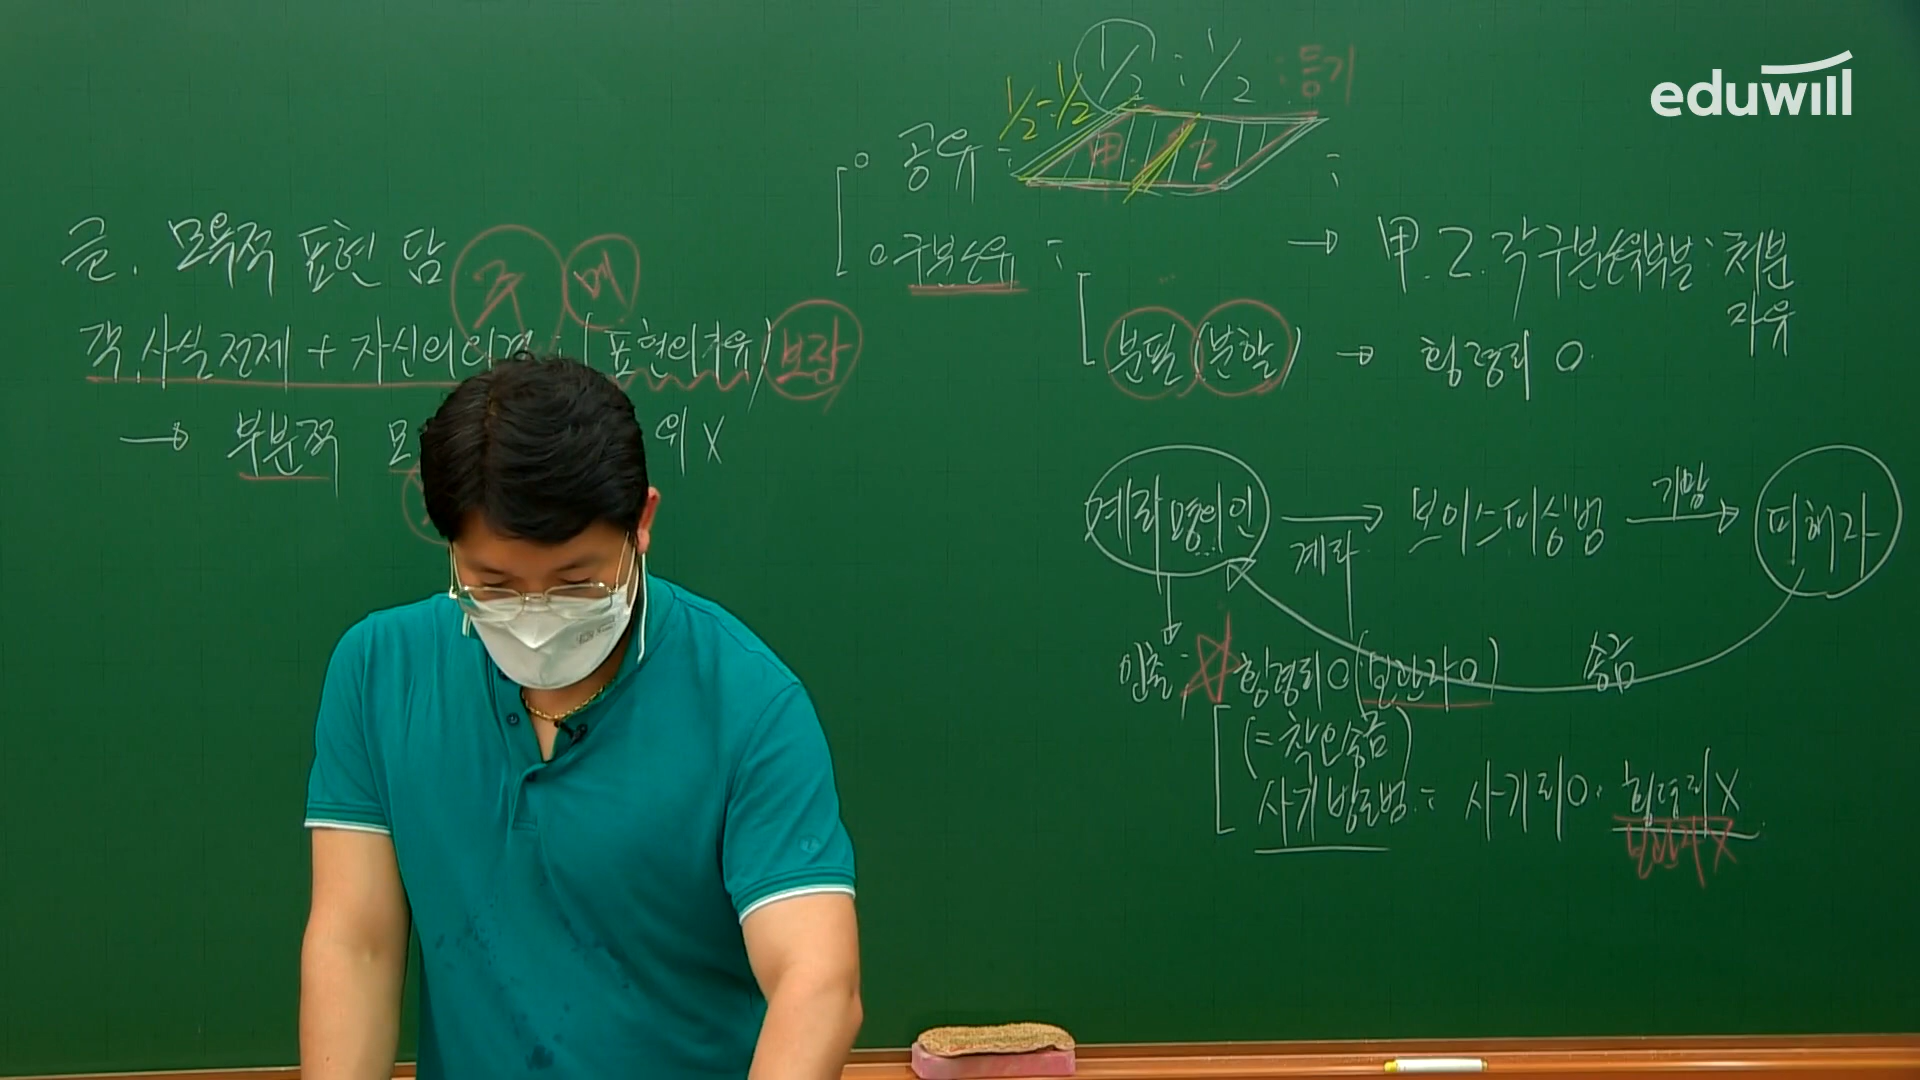 eduwill
글. 모욕적 표현 담
객.사실 전제 + 자신의 의견 (표현의 자유) 보장
→ 부분적 모 위 X
1/2 : 1/2 : 등기
1/2 : 1/2
공유 : 甲 乙 :
구분소유 : → 甲.乙.각 구분소유부분 : 처분
자유
분필 (분할) → 횡령죄 O.
계좌명의인 → 계좌 보이스피싱범 → 기망 피해자
인출 : 횡령죄 O (보관자 O) 송금
(= 착오송금)
사기방조범 : 사기죄 O. 횡령죄 X
보관자 X